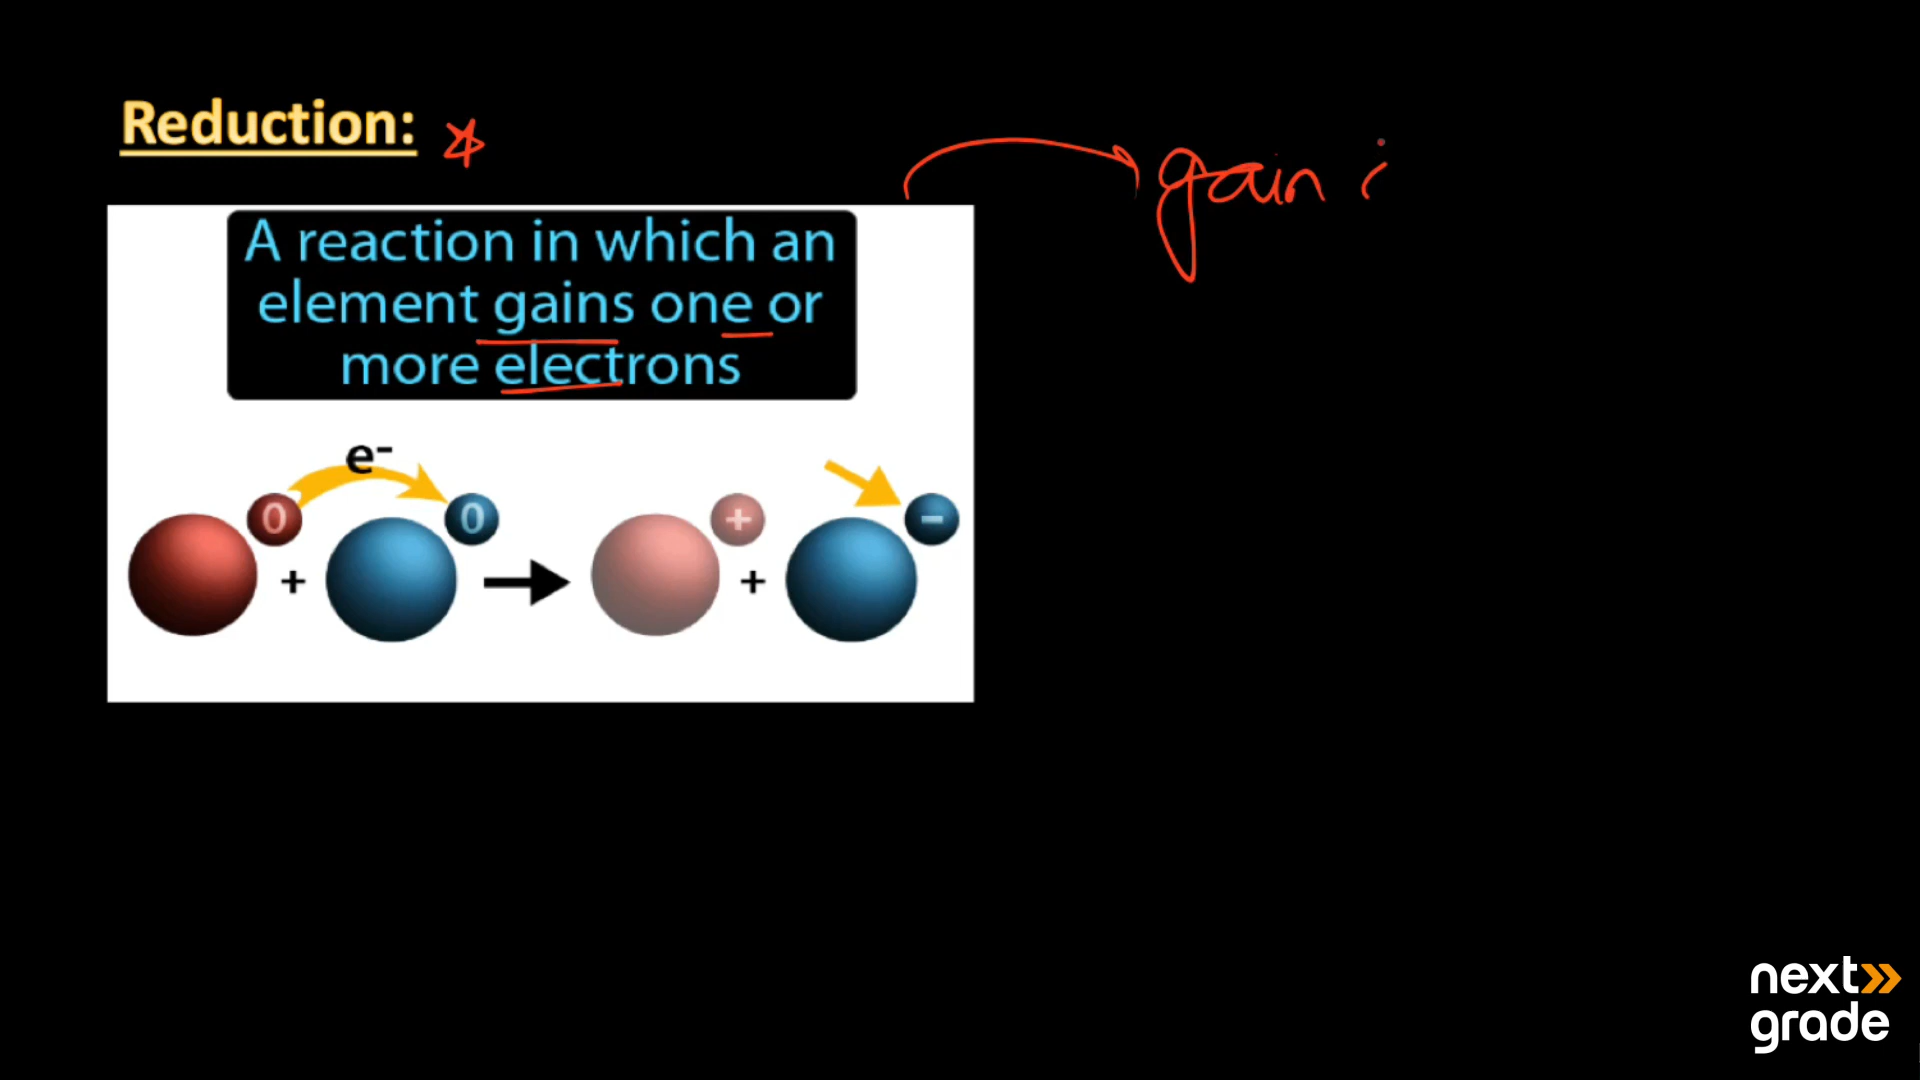 Reduction:
gain
A reaction in which an
element gains one or
more electrons
e-
0
0
+
-
+
+
next
grade